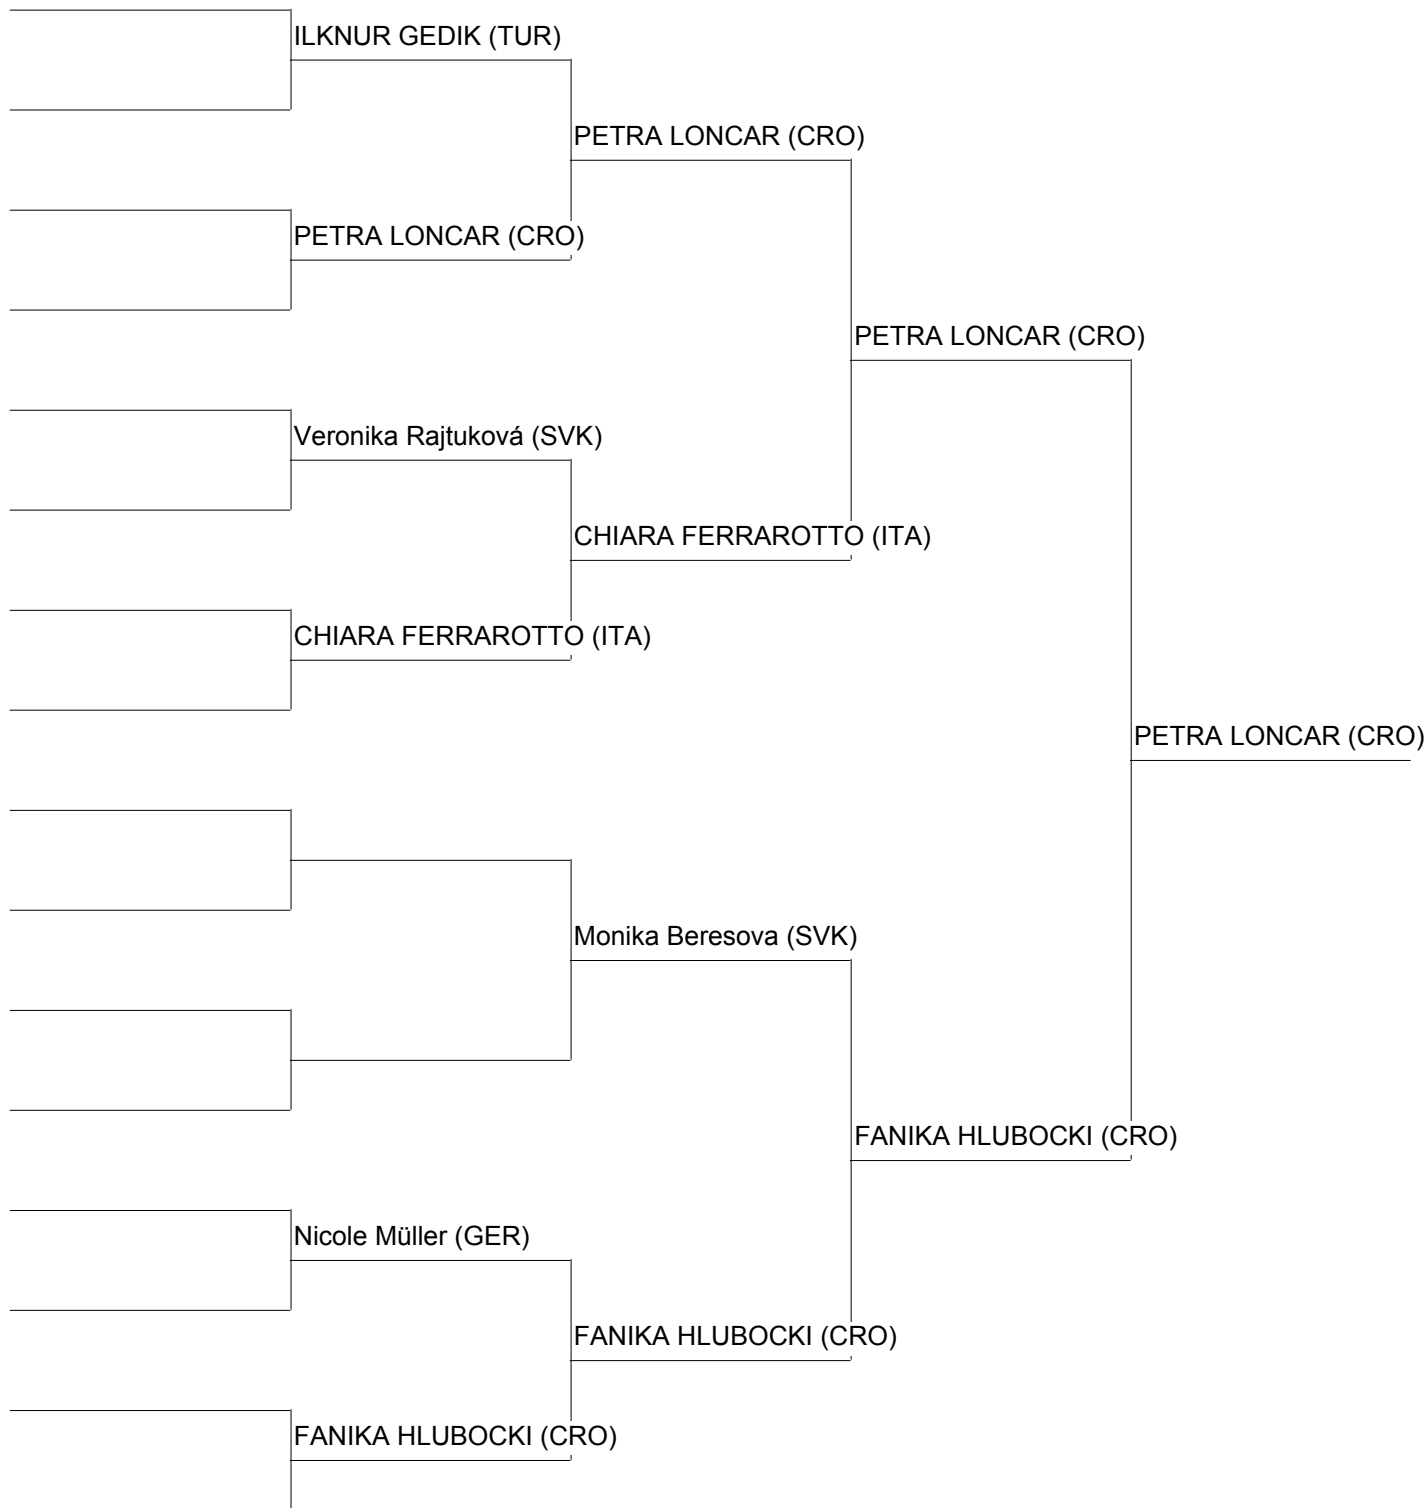 ILKNUR GEDIK (TUR)
PETRA LONCAR (CRO)
PETRA LONCAR (CRO)
PETRA LONCAR (CRO)
Veronika Rajtuková (SVK)
CHIARA FERRAROTTO (ITA)
CHIARA FERRAROTTO (ITA)
PETRA LONCAR (CRO)
Monika Beresova (SVK)
FANIKA HLUBOCKI (CRO)
Nicole Müller (GER)
FANIKA HLUBOCKI (CRO)
FANIKA HLUBOCKI (CRO)